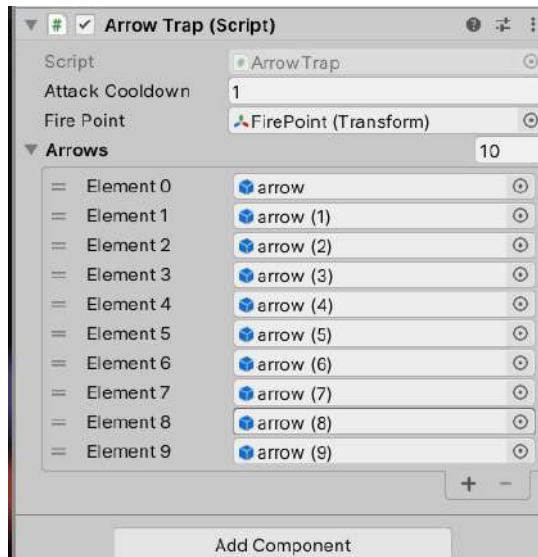 Arrow Trap (Script)
Script ArrowTrap
Attack Cooldown 1
Fire Point FirePoint (Transform)
Arrows 10
Element 0 arrow
Element 1 arrow (1)
Element 2 arrow (2)
Element 3 arrow (3)
Element 4 arrow (4)
Element 5 arrow (5)
Element 6 arrow (6)
Element 7 arrow (7)
Element 8 arrow (8)
Element 9 arrow (9)
Add Component